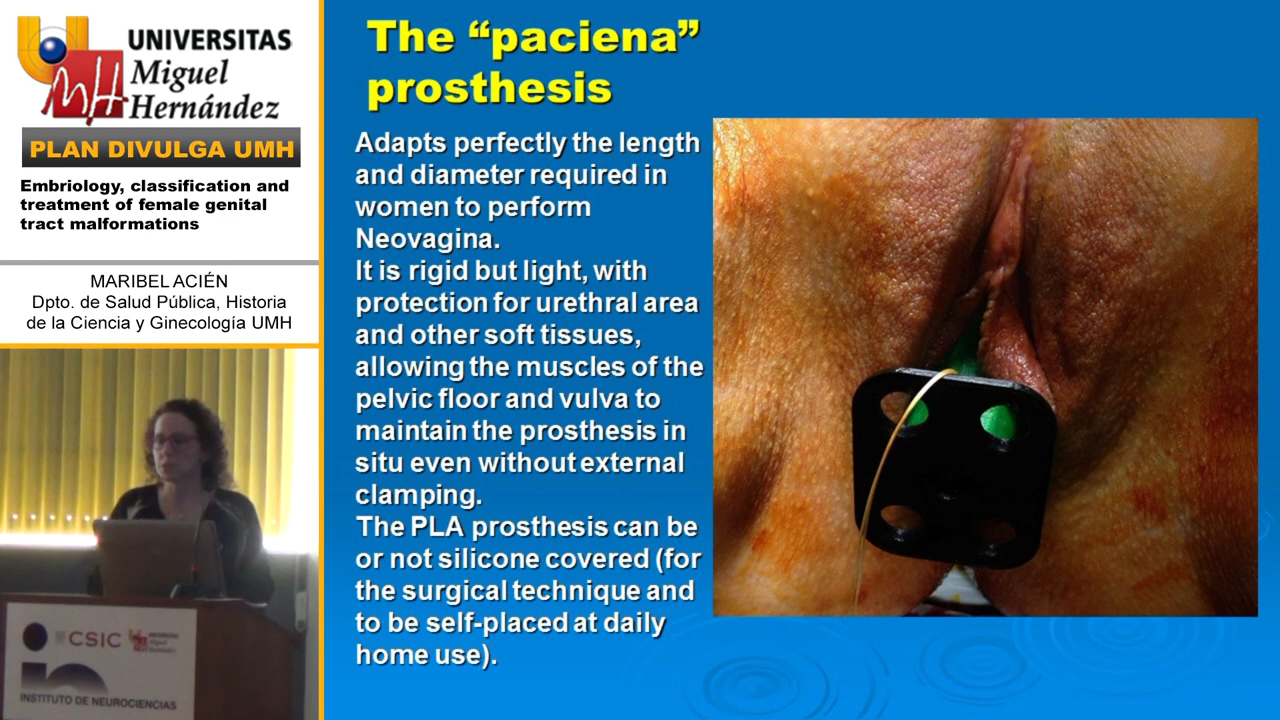 UNIVERSITAS
Miguel
Hernández
PLAN DIVULGA UMH
Embriology, classification and
treatment of female genital
tract malformations
MARIBEL ACIÉN
Dpto. de Salud Pública, Historia
de la Ciencia y Ginecología UMH
The “paciena”
prosthesis
Adapts perfectly the length
and diameter required in
women to perform
Neovagina.
It is rigid but light, with
protection for urethral area
and other soft tissues,
allowing the muscles of the
pelvic floor and vulva to
maintain the prosthesis in
situ even without external
clamping.
The PLA prosthesis can be
or not silicone covered (for
the surgical technique and
to be self-placed at daily
home use).
CSIC
INSTITUTO DE NEUROCIENCIAS